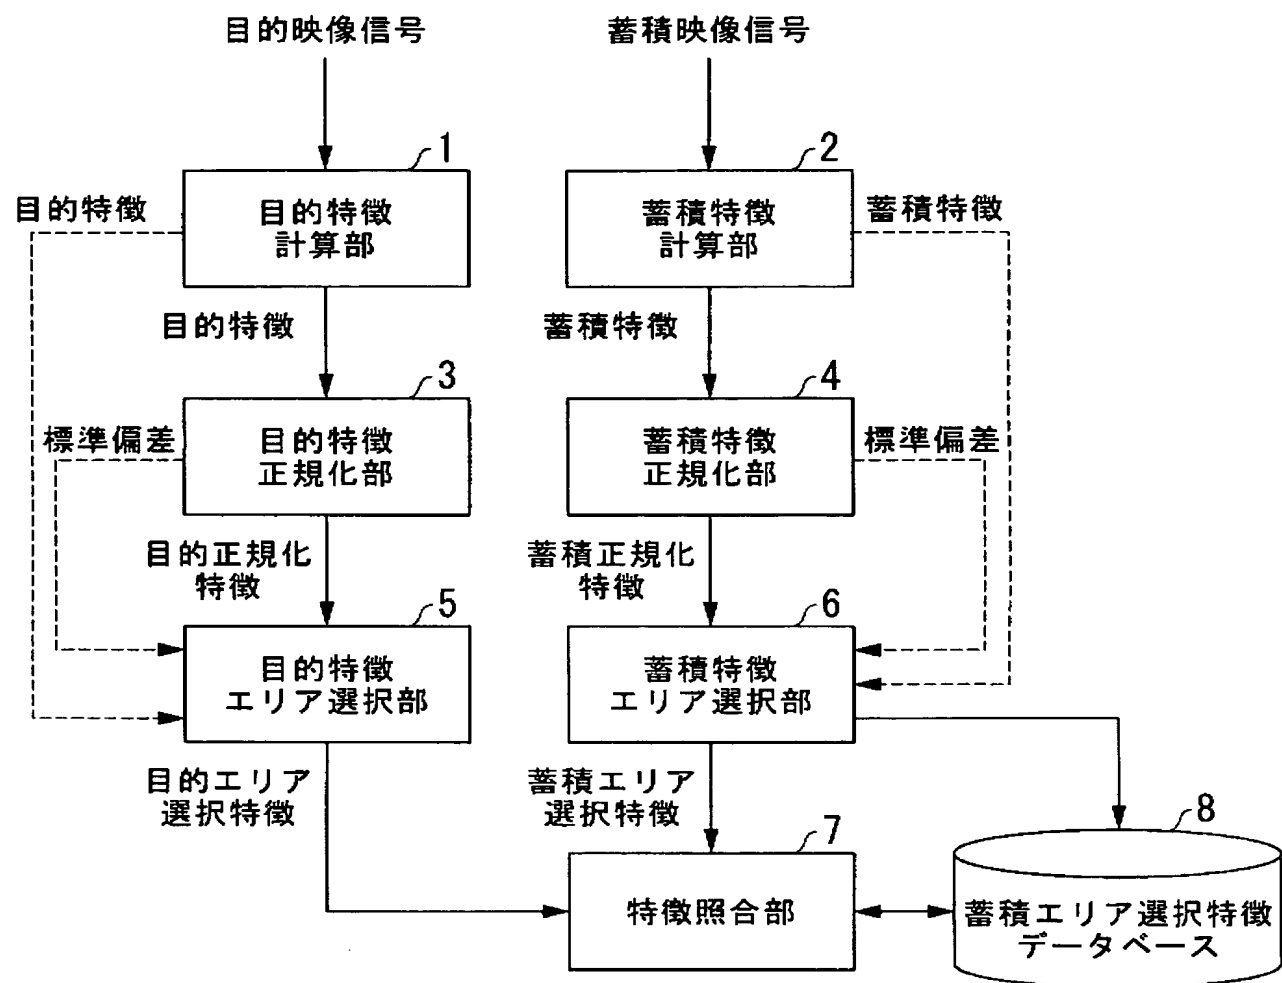 目的映像信号
蓄積映像信号
1
2
目的特徴
目的特徴
計算部
蓄積特徴
計算部
蓄積特徴
目的特徴
蓄積特徴
3
4
標準偏差
目的特徴
正規化部
蓄積特徴
正規化部
標準偏差
目的正規化
特徴
蓄積正規化
特徴
5
6
目的特徴
エリア選択部
蓄積特徴
エリア選択部
目的エリア
選択特徴
蓄積エリア
選択特徴
7
8
特徴照合部
蓄積エリア選択特徴
データベース